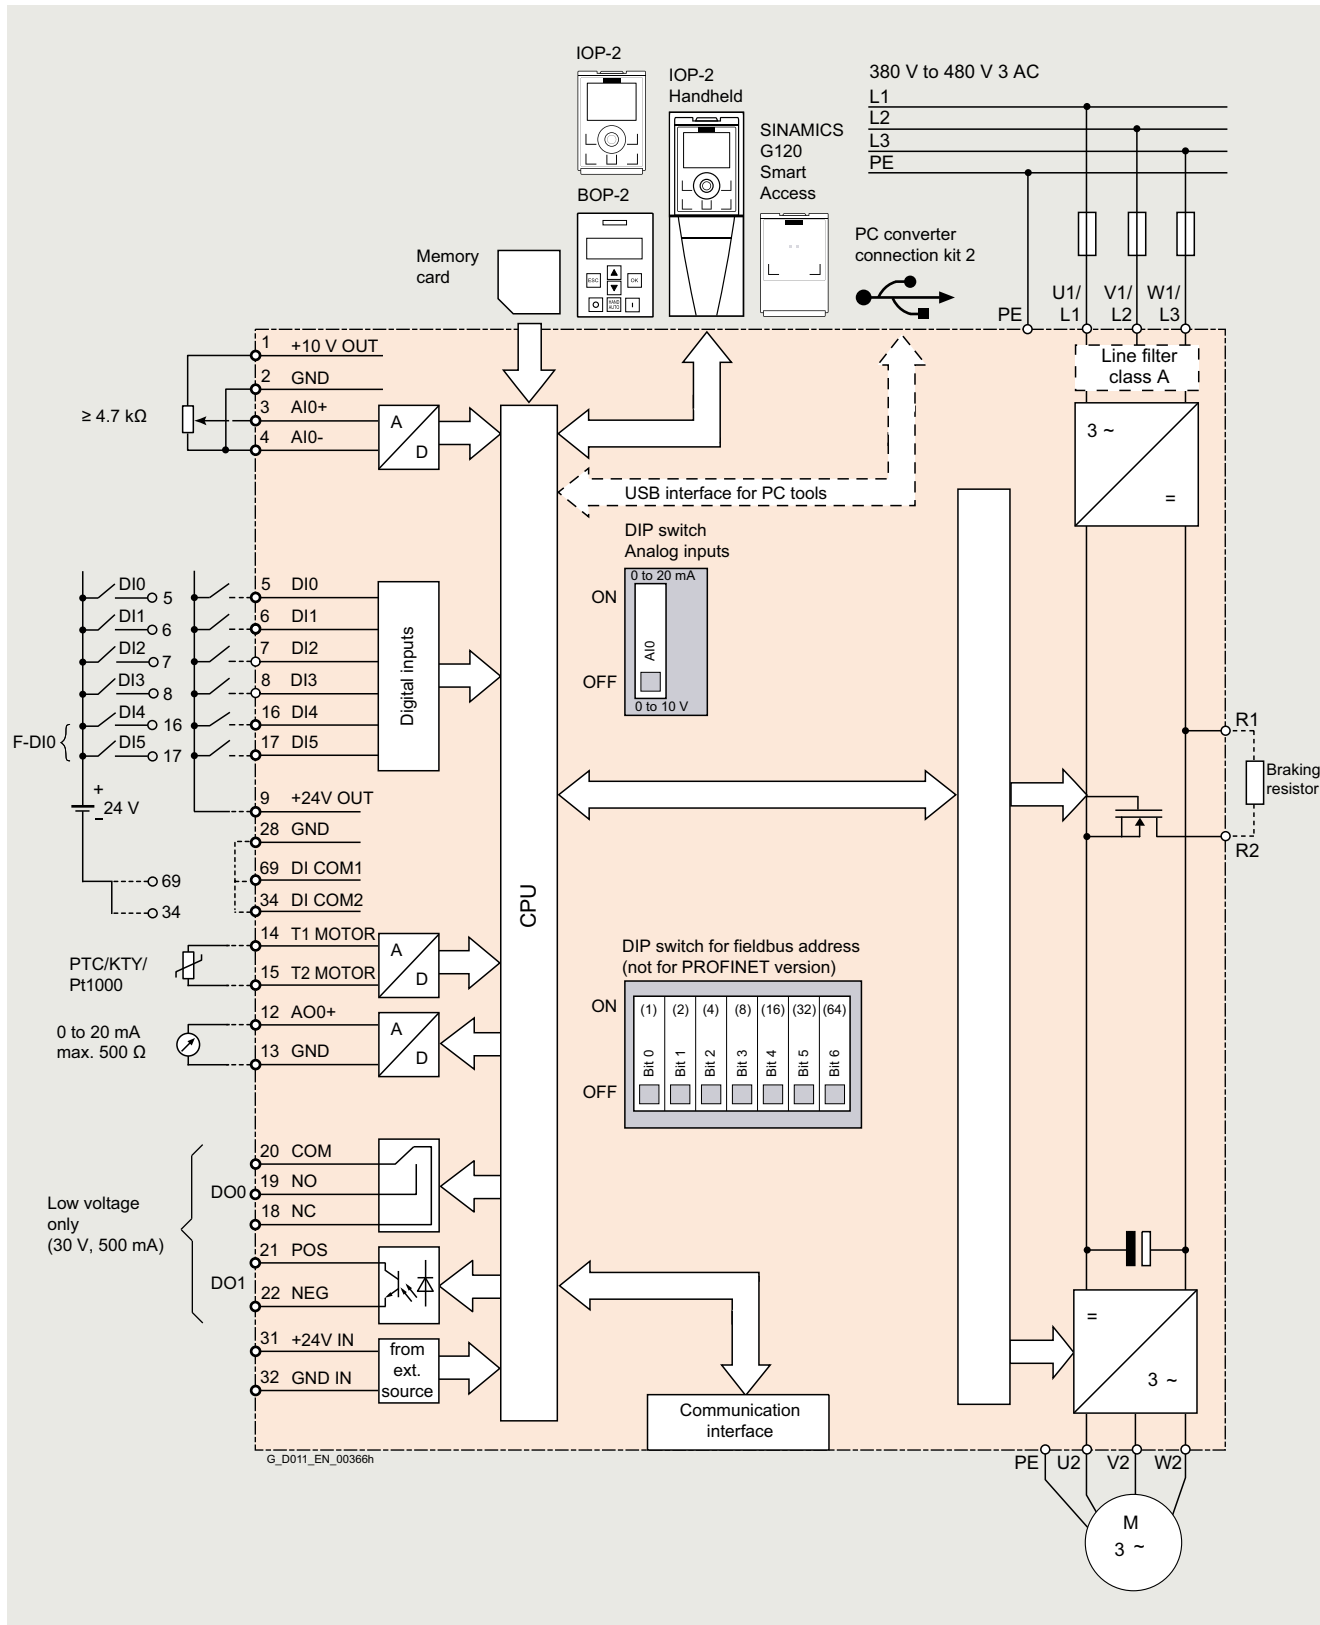 IOP-2
IOP-2
Handheld
380 V to 480 V 3 AC
L1
L2
L3
PE
SINAMICS
G120
Smart
Access
BOP-2
ESC
OK
HAND
AUTO
I
Memory
card
PC converter
connection kit 2
PE
U1/
L1
V1/
L2
W1/
L3
Line filter
class A
3 ~
=
1 +10 V OUT
2 GND
3 AI0+
4 AI0-
≥ 4.7 kΩ
A
D
USB interface for PC tools
DIP switch
Analog inputs
0 to 20 mA
ON
AI0
OFF
0 to 10 V
DI0 5
DI1 6
DI2 7
DI3 8
DI4 16
DI5 17
F-DI0
5 DI0
6 DI1
7 DI2
8 DI3
16 DI4
17 DI5
Digital inputs
+
24 V
–
69
34
9 +24V OUT
28 GND
69 DI COM1
34 DI COM2
CPU
R1
Braking
resistor
R2
14 T1 MOTOR
15 T2 MOTOR
PTC/KTY/
Pt1000
A
D
12 AO0+
13 GND
0 to 20 mA
max. 500 Ω
A
D
DIP switch for fieldbus address
(not for PROFINET version)
ON
(1) (2) (4) (8) (16) (32) (64)
Bit 0 Bit 1 Bit 2 Bit 3 Bit 4 Bit 5 Bit 6
OFF
20 COM
19 NO
18 NC
DO0
Low voltage
only
(30 V, 500 mA)
21 POS
22 NEG
DO1
31 +24V IN
32 GND IN
from
ext.
source
Communication
interface
=
3 ~
G_D011_EN_00366h
PE U2 V2 W2
M
3 ~